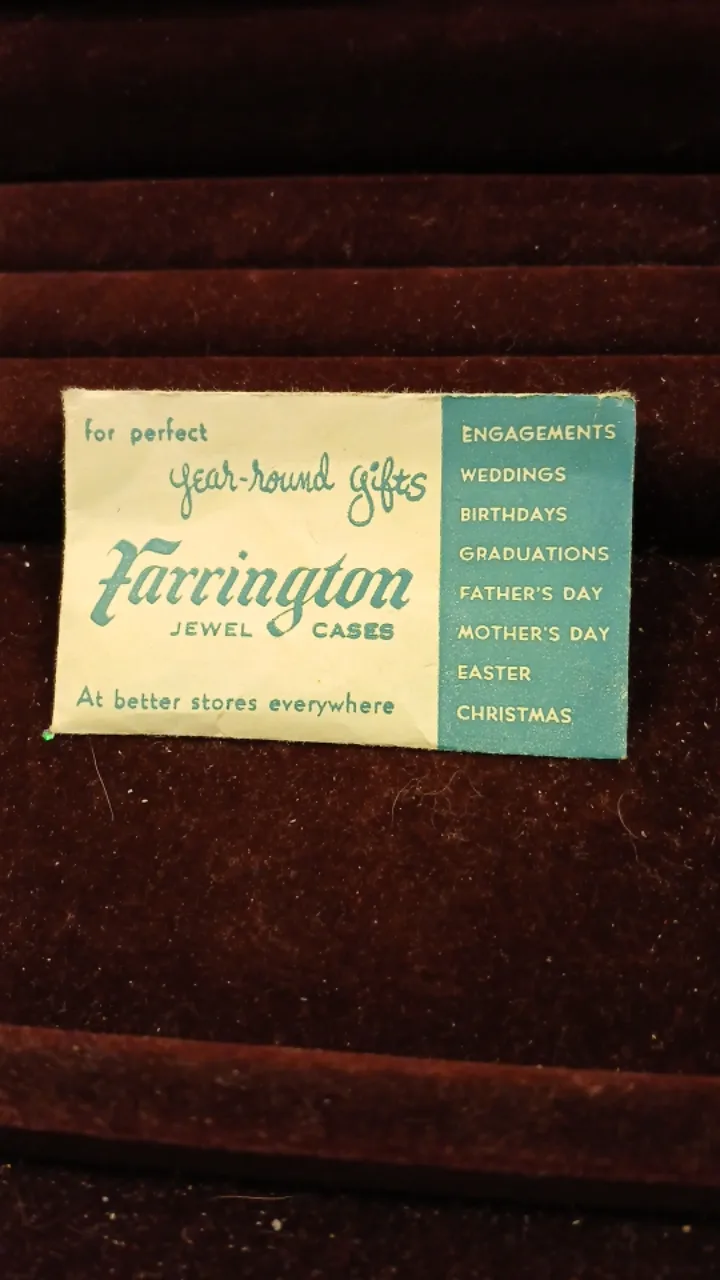 for perfect
year-round gifts
Farrington
JEWEL CASES
At better stores everywhere
ENGAGEMENTS
WEDDINGS
BIRTHDAYS
GRADUATIONS
FATHER'S DAY
MOTHER'S DAY
EASTER
CHRISTMAS